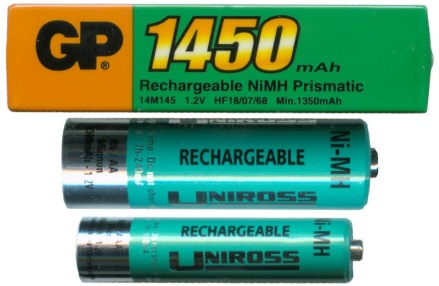 GP
1450 mAh
Rechargeable NiMH Prismatic
14M145 1.2V HF18/07/68 Min.1350mAh
RECHARGEABLE
UNIROSS
Ni-MH
RECHARGEABLE
UNIROSS
Ni-MH